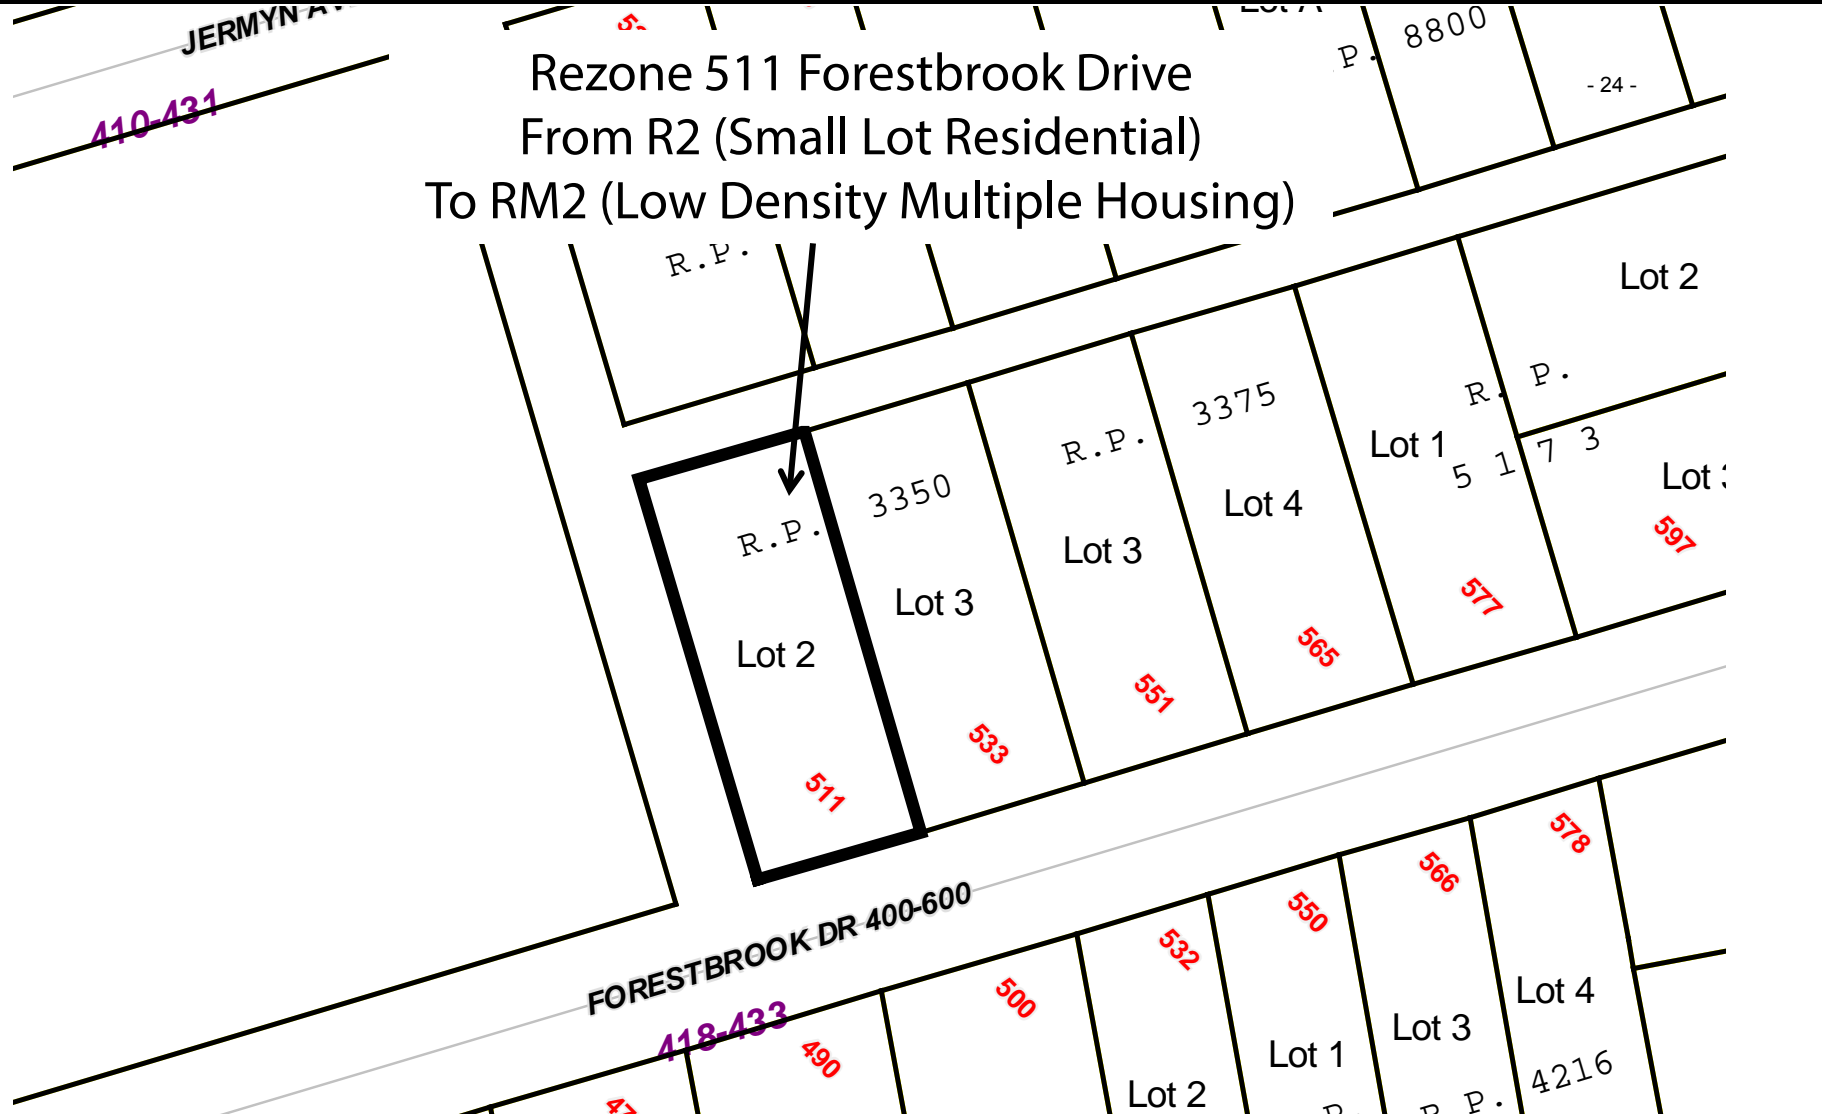 JERMYN
410-431
8800
P.
- 24 -
Rezone 511 Forestbrook Drive
From R2 (Small Lot Residential)
To RM2 (Low Density Multiple Housing)
R.P.
Lot 2
R. P.
5 1 7 3
Lot
597
R.P. 3375
Lot 1
577
Lot 4
565
Lot 3
551
R.P. 3350
Lot 3
533
Lot 2
511
FORESTBROOK DR 400-600
418-433
490
500
532
Lot 2
550
Lot 1
566
Lot 3
578
Lot 4
P. 4216